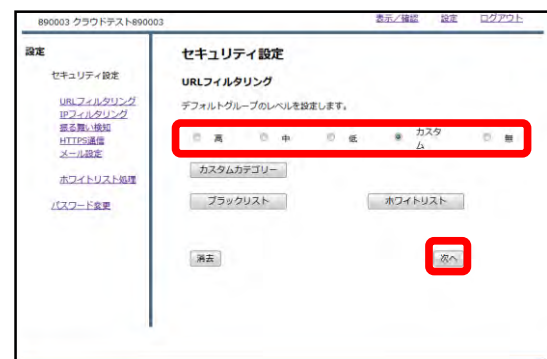 890003 クラウドテスト890003
表示/確認 設定 ログアウト
設定
セキュリティ設定
URLフィルタリング
IPフィルタリング
振る舞い検知
HTTPS通信
メール設定
ホワイトリスト処理
パスワード変更
セキュリティ設定
URLフィルタリング
デフォルトグループのレベルを設定します。
高 中 低 カスタ
ム 無
カスタムカテゴリー
ブラックリスト ホワイトリスト
消去 次へ